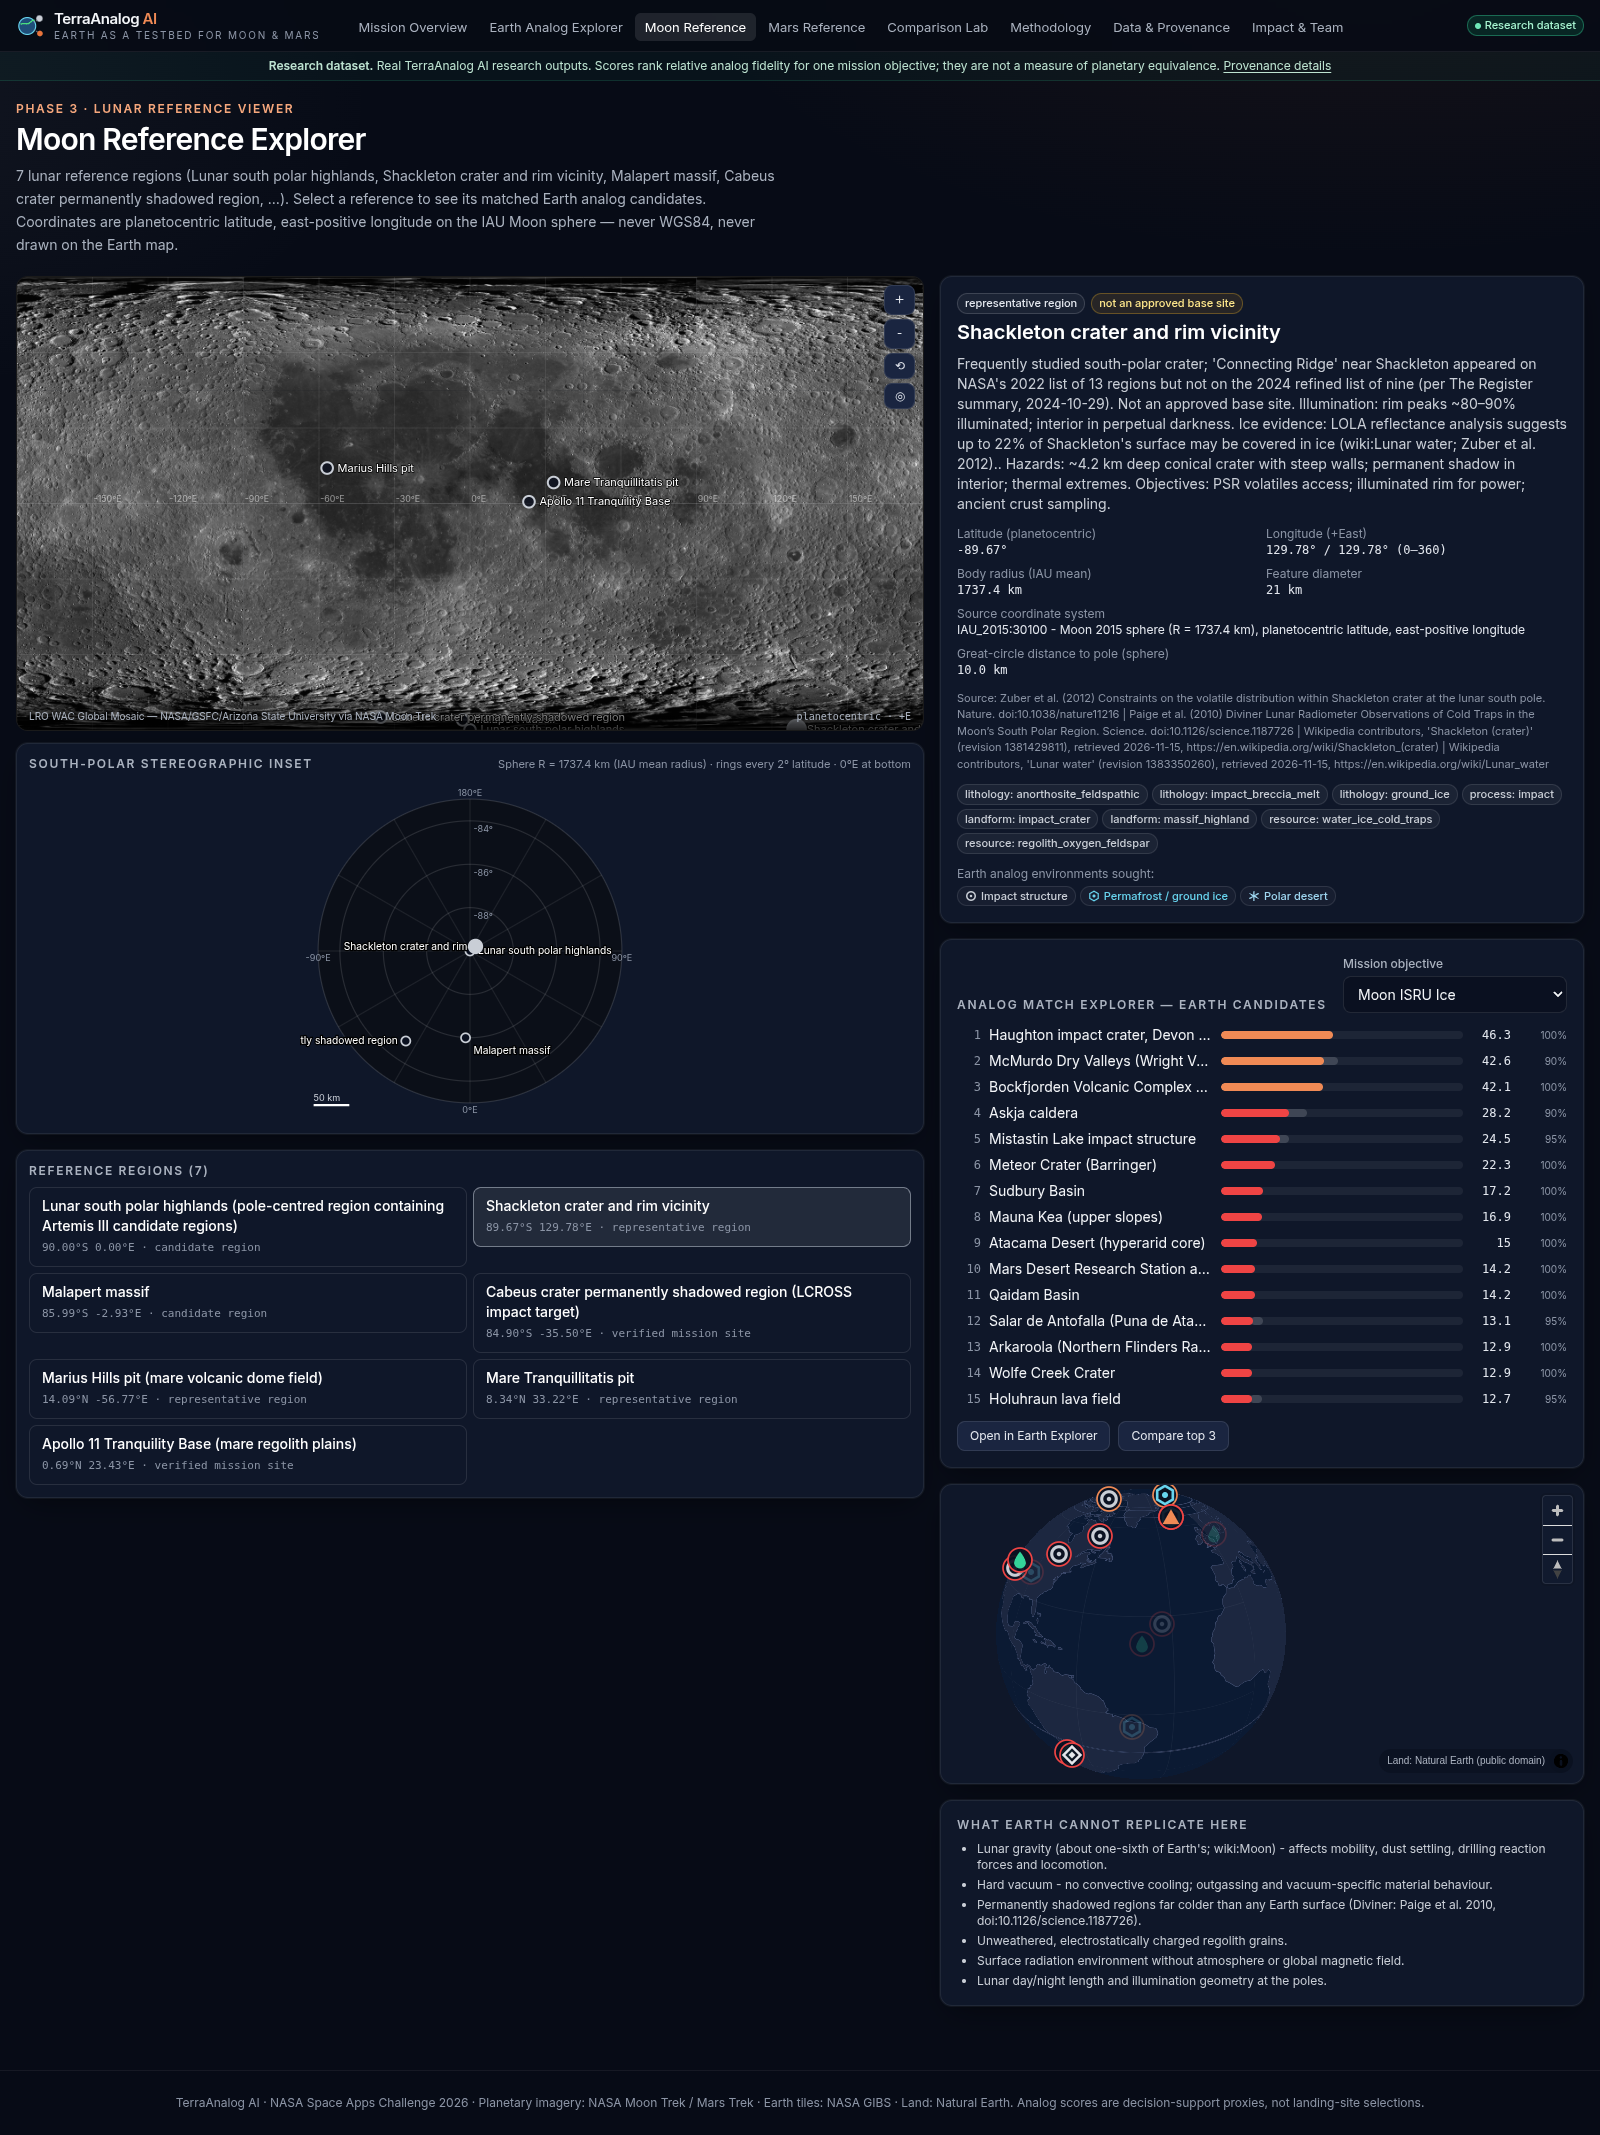 TerraAnalog AI
EARTH AS A TESTBED FOR MOON & MARS
Mission Overview
Earth Analog Explorer
Moon Reference
Mars Reference
Comparison Lab
Methodology
Data & Provenance
Impact & Team
Research dataset
Research dataset. Real TerraAnalog AI research outputs. Scores rank relative analog fidelity for one mission objective; they are not a measure of planetary equivalence. Provenance details
PHASE 3 · LUNAR REFERENCE VIEWER
Moon Reference Explorer
7 lunar reference regions (Lunar south polar highlands, Shackleton crater and rim vicinity, Malapert massif, Cabeus
crater permanently shadowed region, ...). Select a reference to see its matched Earth analog candidates.
Coordinates are planetocentric latitude, east-positive longitude on the IAU Moon sphere — never WGS84, never
drawn on the Earth map.
+
-
Marius Hills pit
Mare Tranquillitatis pit
Apollo 11 Tranquility Base
-150°E
-120°E
-90°E
-60°E
-30°E
0°E
90°E
120°E
150°E
LRO WAC Global Mosaic — NASA/GSFC/Arizona State University via NASA Moon Trek
crater permanently shadowed region
Lunar south polar highlands
Shackleton crater and
planetocentric · +E
SOUTH-POLAR STEREOGRAPHIC INSET
Sphere R = 1737.4 km (IAU mean radius) · rings every 2° latitude · 0°E at bottom
180°E
-84°
-86°
-88°
Shackleton crater and rim
Lunar south polar highlands
-90°E
90°E
tly shadowed region
Malapert massif
50 km
0°E
REFERENCE REGIONS (7)
Lunar south polar highlands (pole-centred region containing
Artemis III candidate regions)
90.00°S 0.00°E · candidate region
Shackleton crater and rim vicinity
89.67°S 129.78°E · representative region
Malapert massif
85.99°S -2.93°E · candidate region
Cabeus crater permanently shadowed region (LCROSS
impact target)
84.90°S -35.50°E · verified mission site
Marius Hills pit (mare volcanic dome field)
14.09°N -56.77°E · representative region
Mare Tranquillitatis pit
8.34°N 33.22°E · representative region
Apollo 11 Tranquility Base (mare regolith plains)
0.69°N 23.43°E · verified mission site
representative region
not an approved base site
Shackleton crater and rim vicinity
Frequently studied south-polar crater; 'Connecting Ridge' near Shackleton appeared on
NASA's 2022 list of 13 regions but not on the 2024 refined list of nine (per The Register
summary, 2024-10-29). Not an approved base site. Illumination: rim peaks ~80–90%
illuminated; interior in perpetual darkness. Ice evidence: LOLA reflectance analysis suggests
up to 22% of Shackleton's surface may be covered in ice (wiki:Lunar water; Zuber et al.
2012).. Hazards: ~4.2 km deep conical crater with steep walls; permanent shadow in
interior; thermal extremes. Objectives: PSR volatiles access; illuminated rim for power;
ancient crust sampling.
Latitude (planetocentric)
-89.67°
Longitude (+East)
129.78° / 129.78° (0–360)
Body radius (IAU mean)
1737.4 km
Feature diameter
21 km
Source coordinate system
IAU_2015:30100 - Moon 2015 sphere (R = 1737.4 km), planetocentric latitude, east-positive longitude
Great-circle distance to pole (sphere)
10.0 km
Source: Zuber et al. (2012) Constraints on the volatile distribution within Shackleton crater at the lunar south pole.
Nature. doi:10.1038/nature11216 | Paige et al. (2010) Diviner Lunar Radiometer Observations of Cold Traps in the
Moon's South Polar Region. Science. doi:10.1126/science.1187726 | Wikipedia contributors, 'Shackleton (crater)'
(revision 1381429811), retrieved 2026-11-15, https://en.wikipedia.org/wiki/Shackleton_(crater) | Wikipedia
contributors, 'Lunar water' (revision 1383350260), retrieved 2026-11-15, https://en.wikipedia.org/wiki/Lunar_water
lithology: anorthosite_feldspathic
lithology: impact_breccia_melt
lithology: ground_ice
process: impact
landform: impact_crater
landform: massif_highland
resource: water_ice_cold_traps
resource: regolith_oxygen_feldspar
Earth analog environments sought:
Impact structure
Permafrost / ground ice
Polar desert
ANALOG MATCH EXPLORER — EARTH CANDIDATES
Mission objective
Moon ISRU Ice
1 Haughton impact crater, Devon ... 46.3 100%
2 McMurdo Dry Valleys (Wright V... 42.6 90%
3 Bockfjorden Volcanic Complex ... 42.1 100%
4 Askja caldera 28.2 90%
5 Mistastin Lake impact structure 24.5 95%
6 Meteor Crater (Barringer) 22.3 100%
7 Sudbury Basin 17.2 100%
8 Mauna Kea (upper slopes) 16.9 100%
9 Atacama Desert (hyperarid core) 15 100%
10 Mars Desert Research Station a... 14.2 100%
11 Qaidam Basin 14.2 100%
12 Salar de Antofalla (Puna de Ata... 13.1 95%
13 Arkaroola (Northern Flinders Ra... 12.9 100%
14 Wolfe Creek Crater 12.9 100%
15 Holuhraun lava field 12.7 95%
Open in Earth Explorer
Compare top 3
Land: Natural Earth (public domain)
WHAT EARTH CANNOT REPLICATE HERE
• Lunar gravity (about one-sixth of Earth's; wiki:Moon) - affects mobility, dust settling, drilling reaction
forces and locomotion.
• Hard vacuum - no convective cooling; outgassing and vacuum-specific material behaviour.
• Permanently shadowed regions far colder than any Earth surface (Diviner: Paige et al. 2010,
doi:10.1126/science.1187726).
• Unweathered, electrostatically charged regolith grains.
• Surface radiation environment without atmosphere or global magnetic field.
• Lunar day/night length and illumination geometry at the poles.
TerraAnalog AI · NASA Space Apps Challenge 2026 · Planetary imagery: NASA Moon Trek / Mars Trek · Earth tiles: NASA GIBS · Land: Natural Earth. Analog scores are decision-support proxies, not landing-site selections.